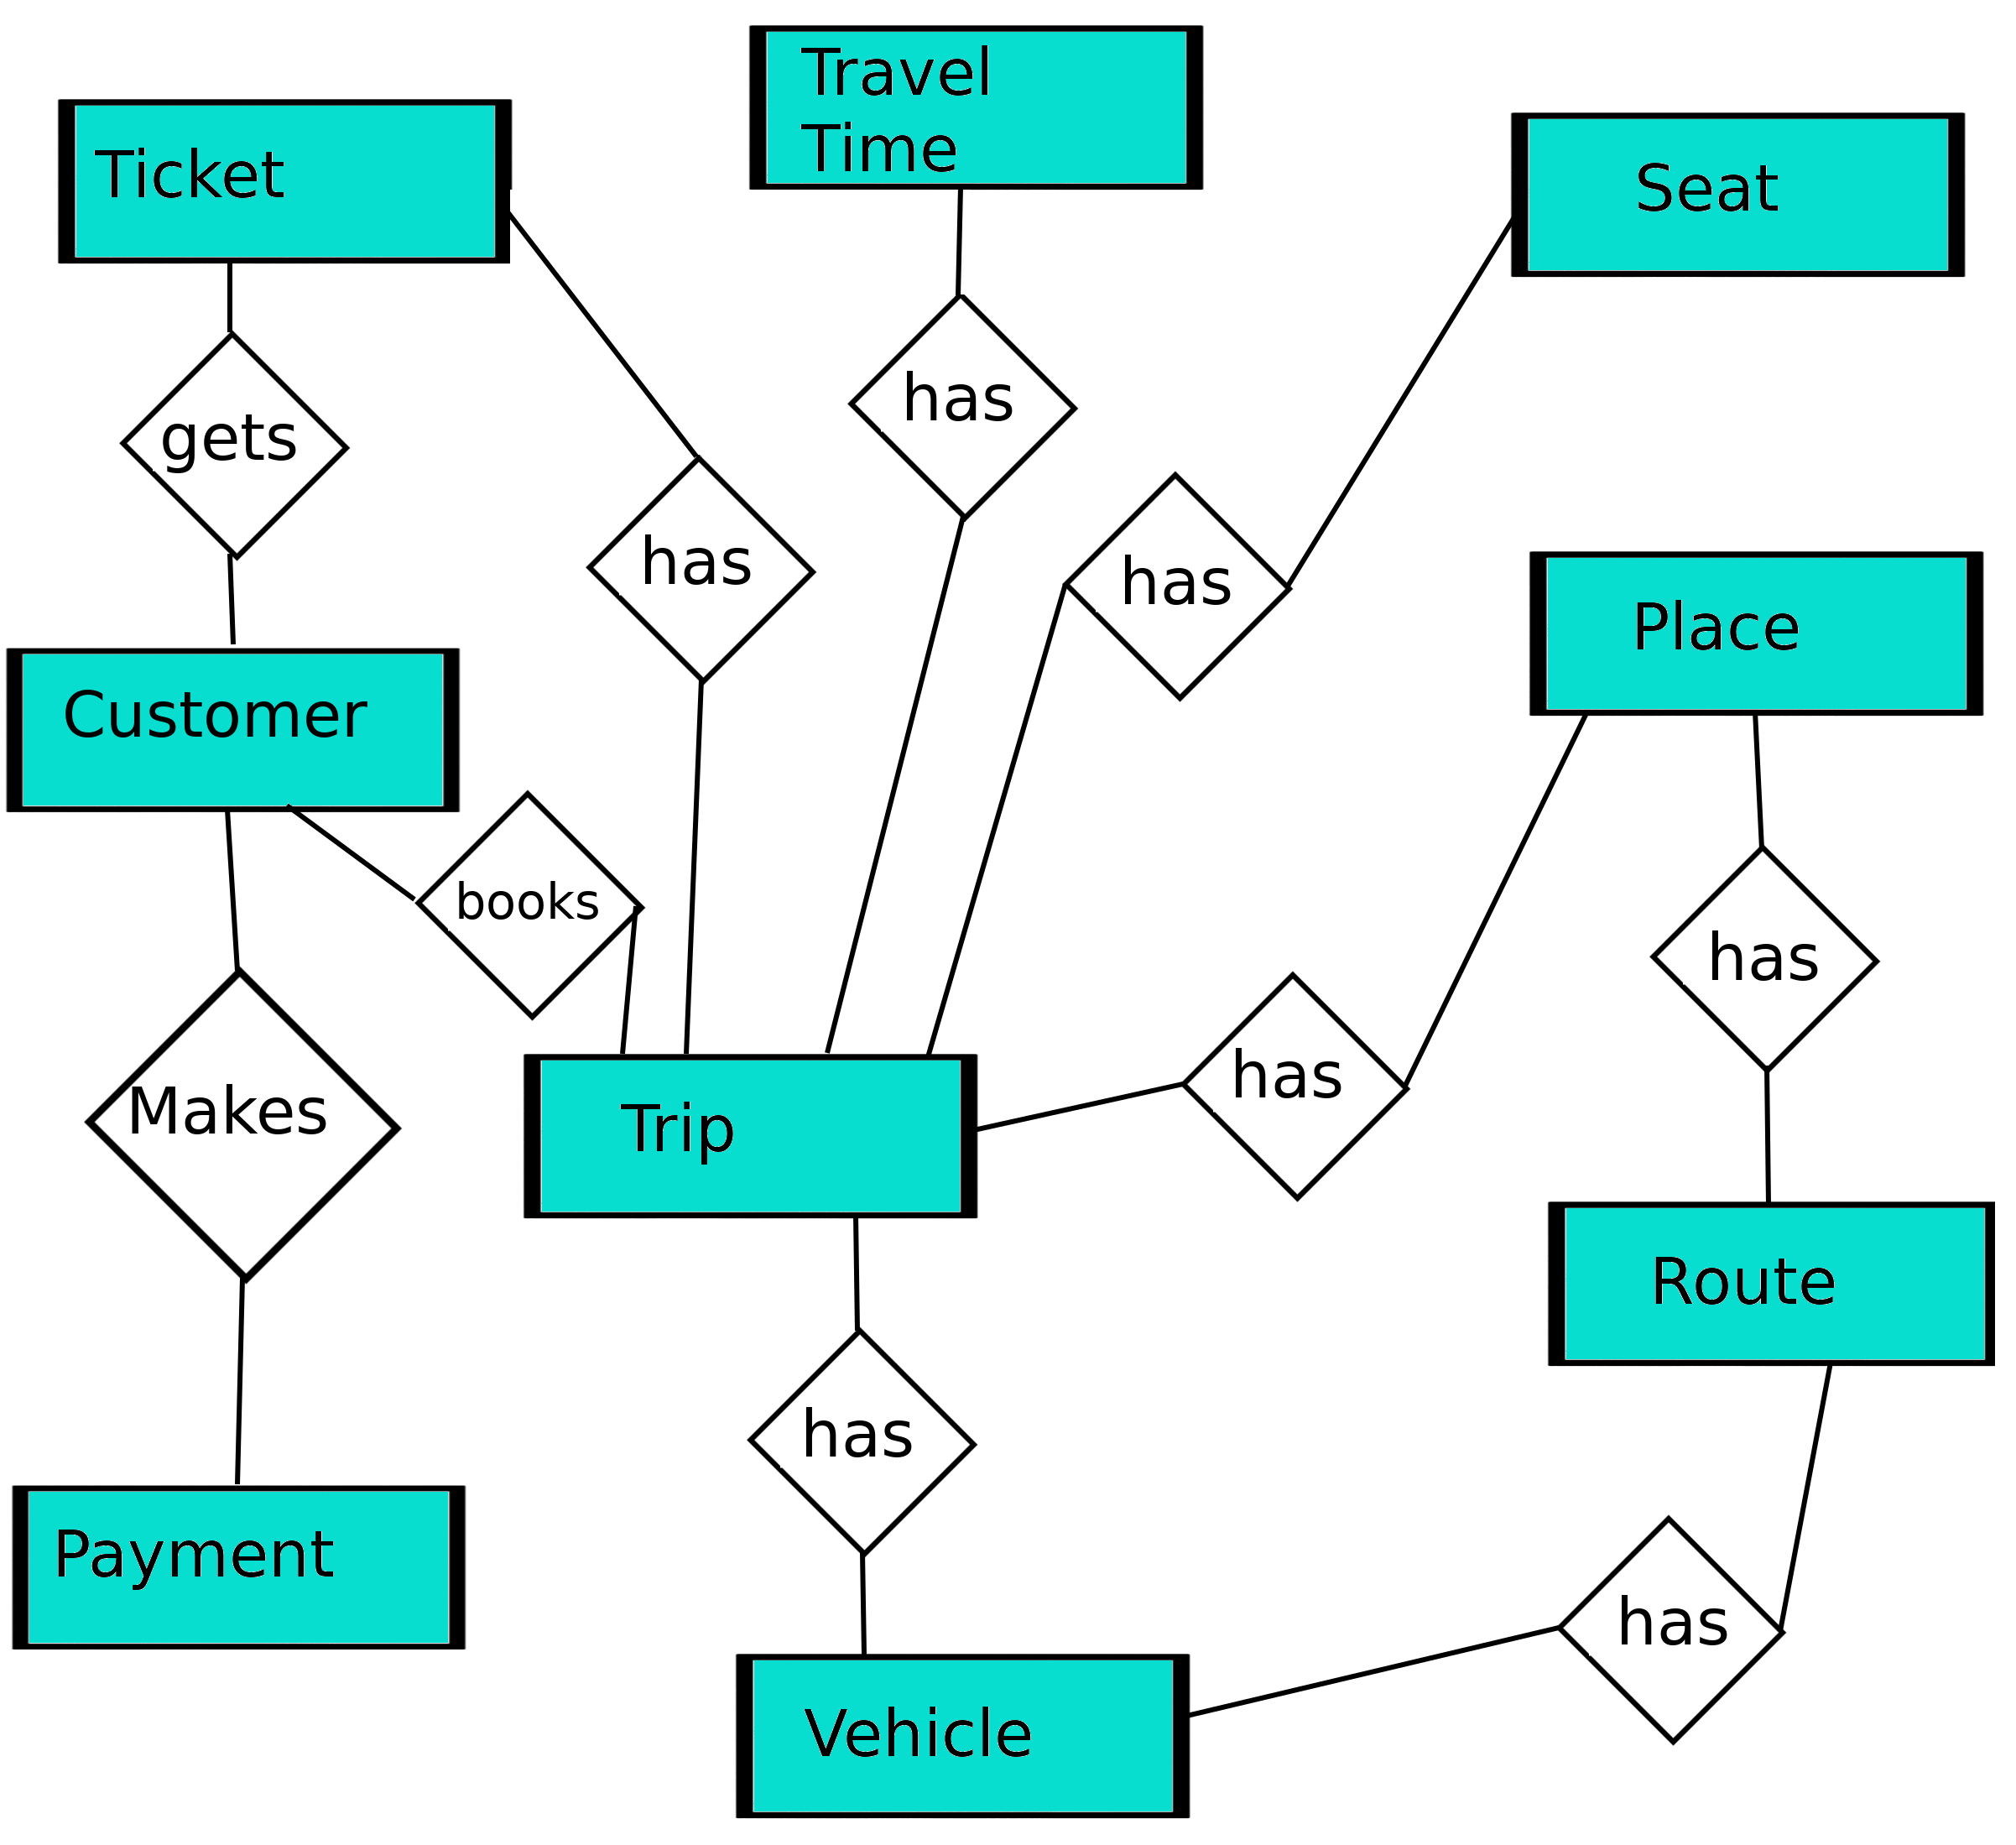 Travel
Time
Ticket
Seat
has
gets
has
has
Place
Customer
books
has
has
Makes
Trip
Route
has
Payment
has
Vehicle